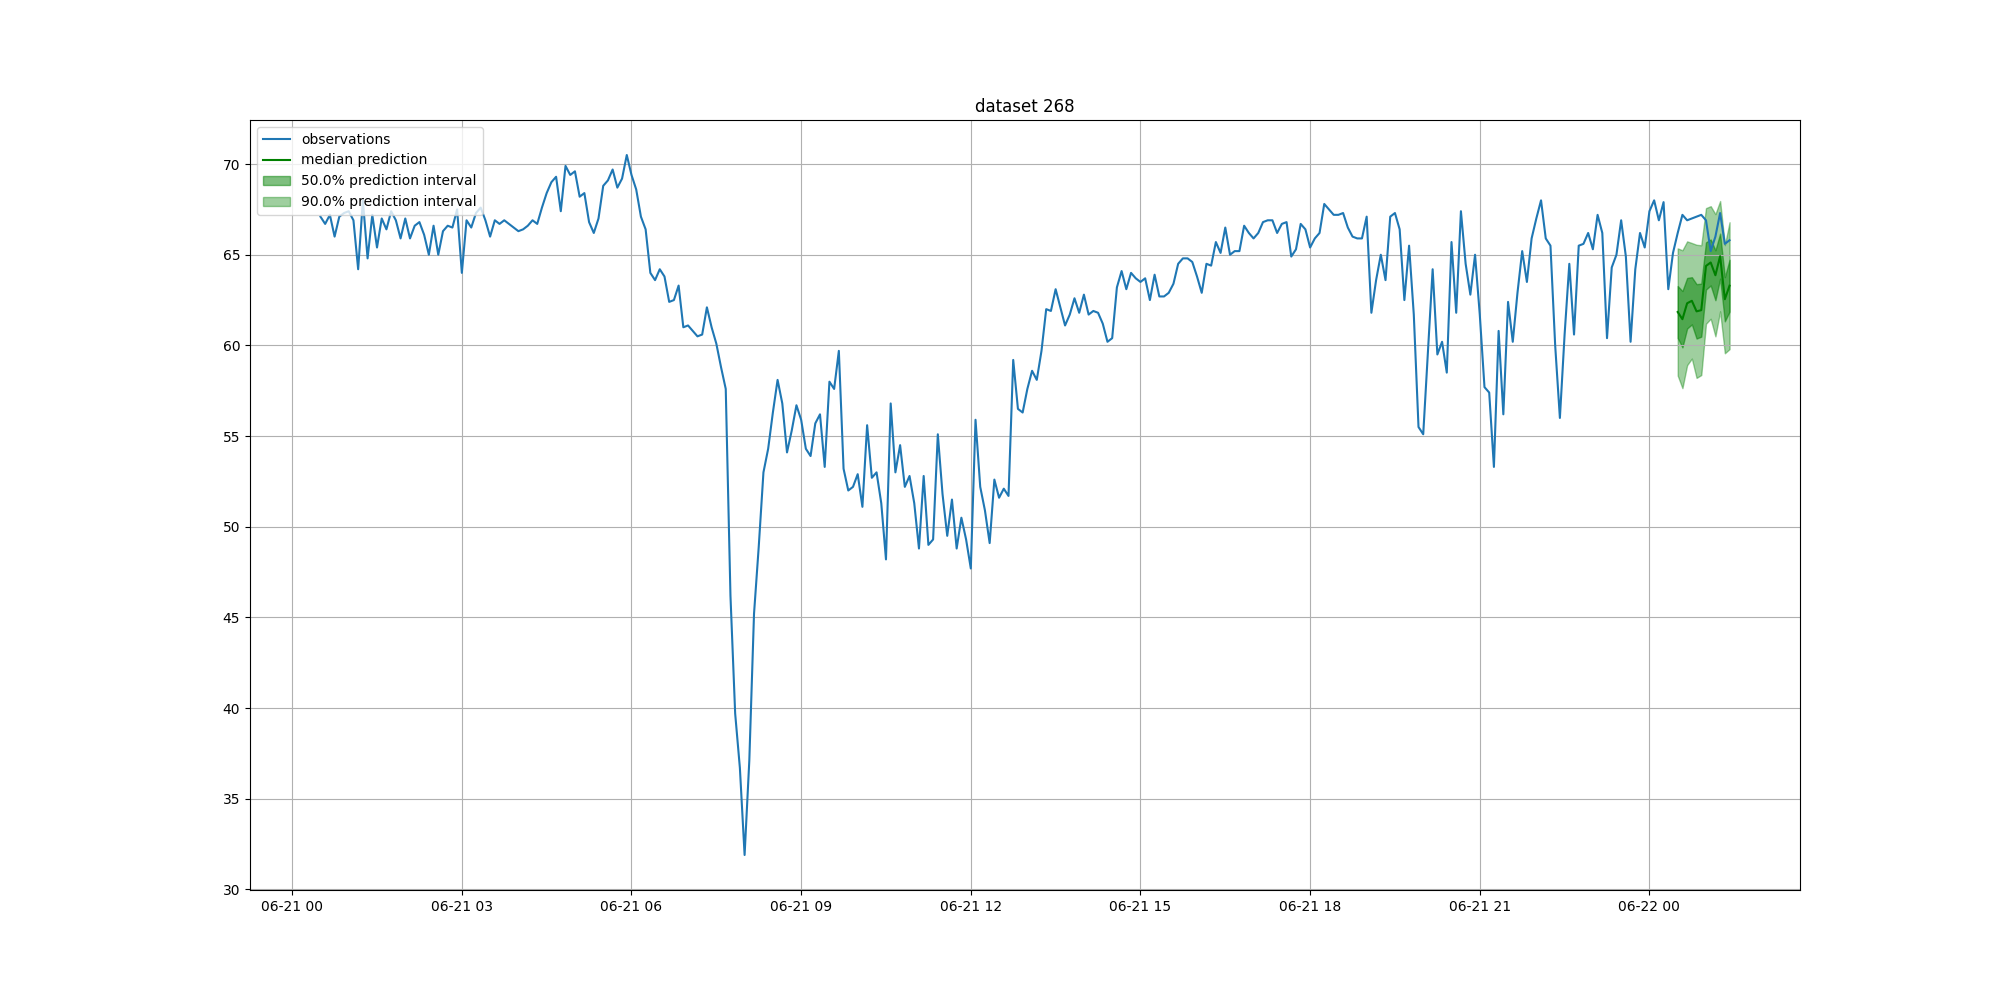 dataset 268
observations
median prediction
50.0% prediction interval
90.0% prediction interval
70
65
60
55
50
45
40
35
30
06-21 00 06-21 03 06-21 06 06-21 09 06-21 12 06-21 15 06-21 18 06-21 21 06-22 00